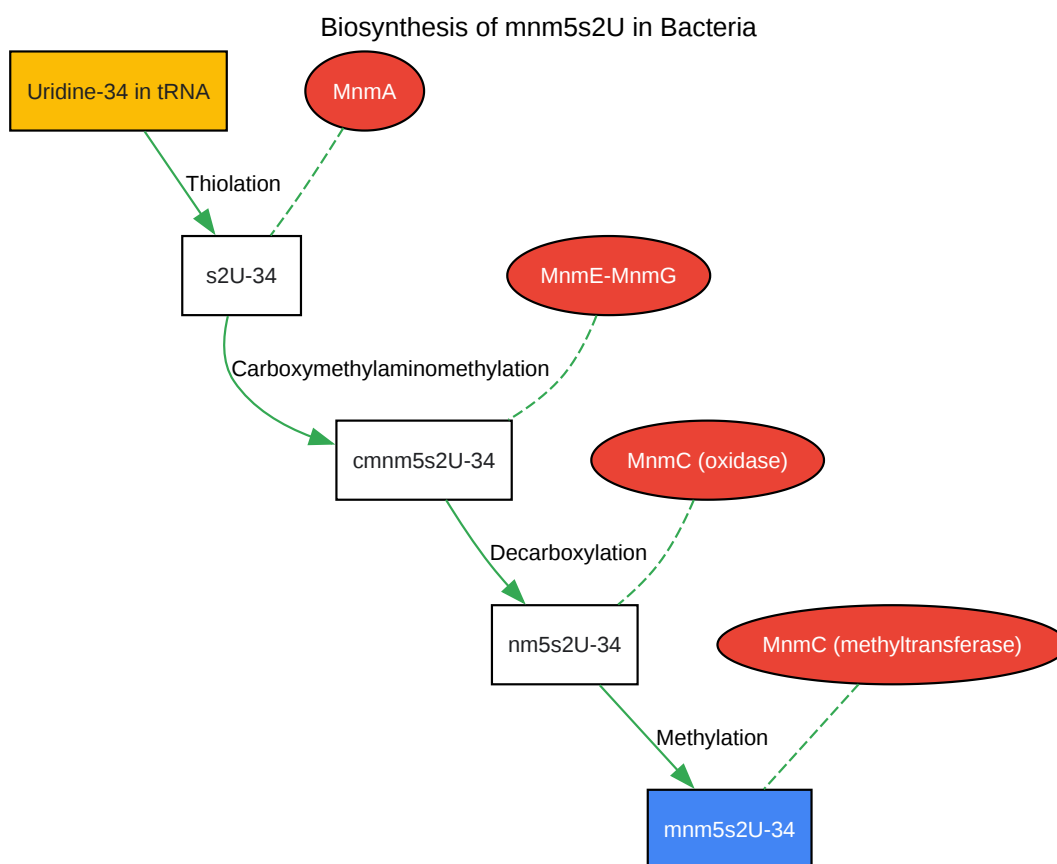 Biosynthesis of mnm5s2U in Bacteria
Uridine-34 in tRNA
MnmA
Thiolation
s2U-34
MnmE-MnmG
Carboxymethylaminomethylation
cmnm5s2U-34
MnmC (oxidase)
Decarboxylation
nm5s2U-34
MnmC (methyltransferase)
Methylation
mnm5s2U-34